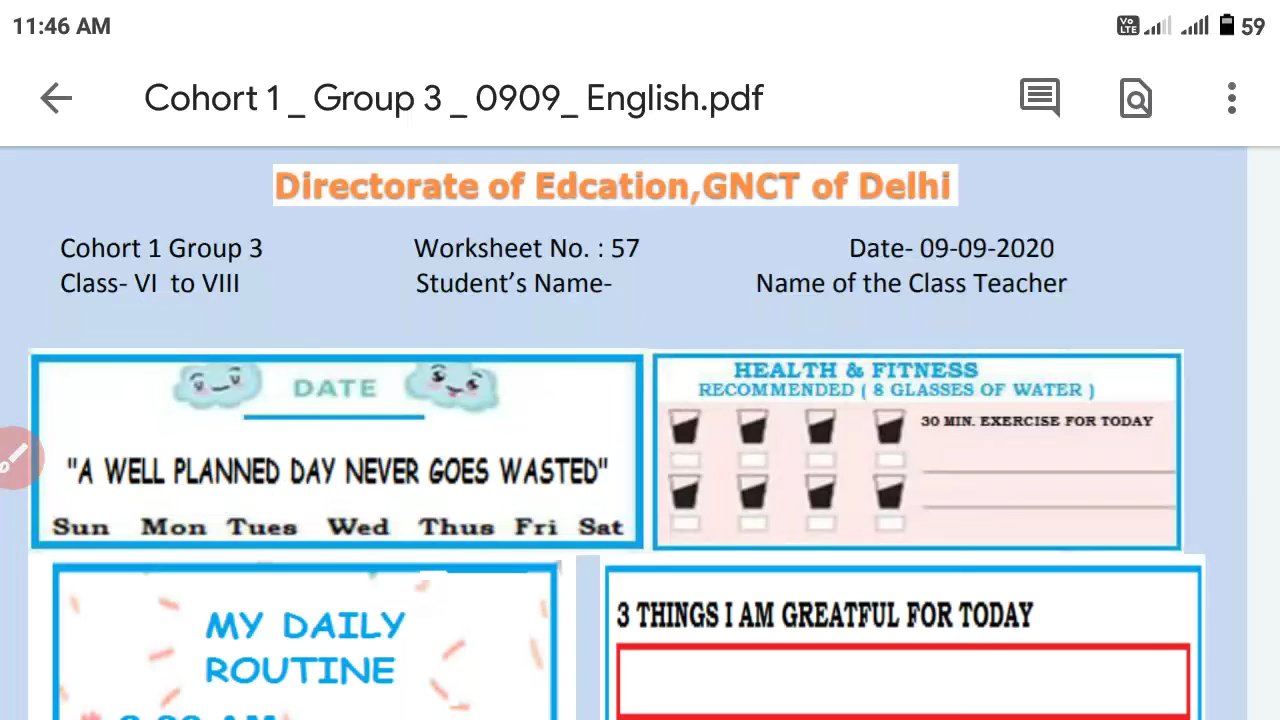 11:46 AM
Vo LTE
59
Cohort 1 _ Group 3 _ 0909_ English.pdf
Directorate of Edcation,GNCT of Delhi
Cohort 1 Group 3 Worksheet No. : 57 Date- 09-09-2020
Class- VI to VIII Student's Name- Name of the Class Teacher
DATE
"A WELL PLANNED DAY NEVER GOES WASTED"
Sun Mon Tues Wed Thus Fri Sat
HEALTH & FITNESS
RECOMMENDED ( 8 GLASSES OF WATER )
30 MIN. EXERCISE FOR TODAY
MY DAILY
ROUTINE
3 THINGS I AM GREATFUL FOR TODAY